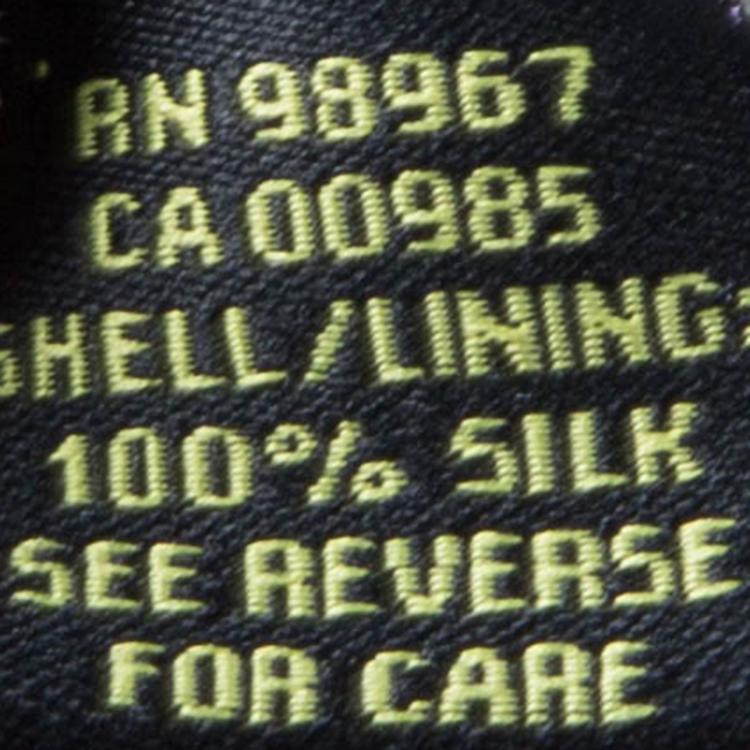 RN 98967
CA 00985
SHELL/LINING:
100% SILK
SEE REVERSE
FOR CARE